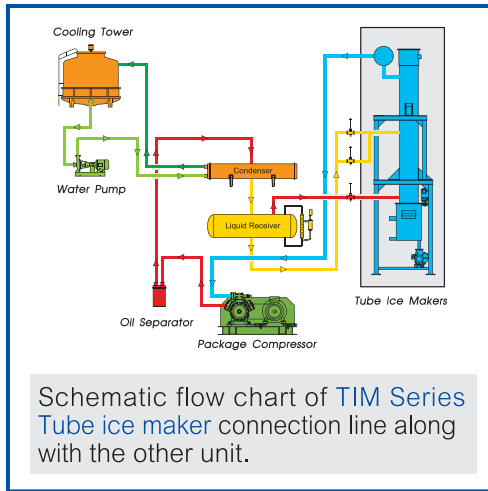 Cooling Tower
Water Pump
Condenser
Liquid Receiver
Oil Separator
Package Compressor
Tube Ice Makers
Schematic flow chart of TIM Series
Tube ice maker connection line along
with the other unit.